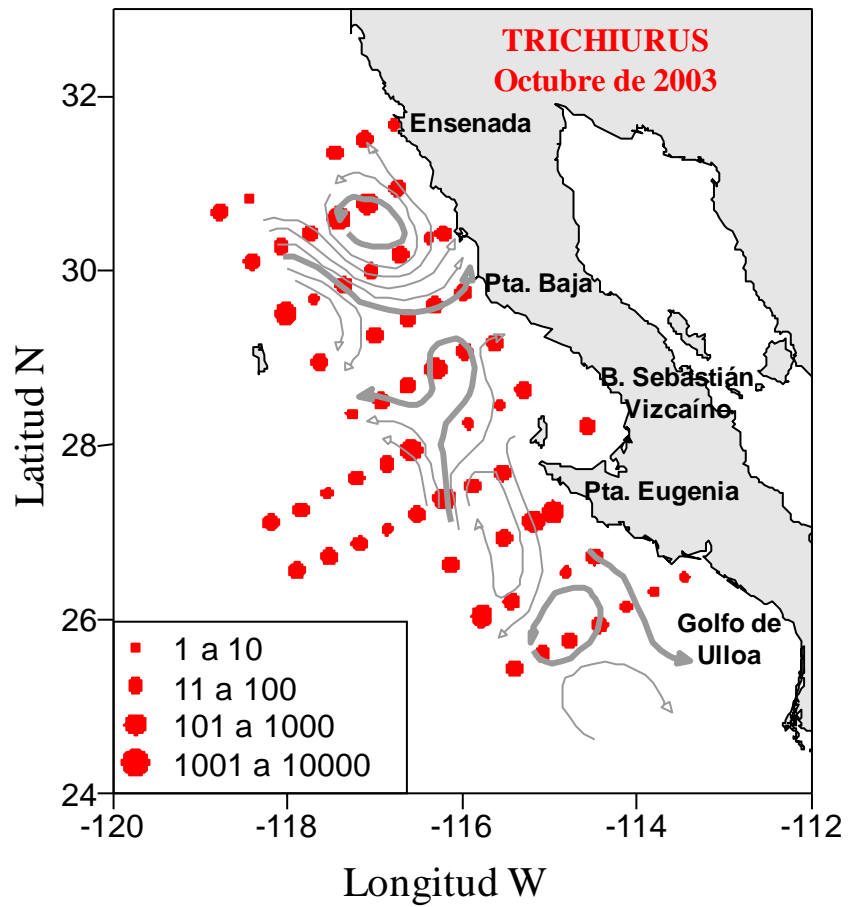 TRICHIURUS
Octubre de 2003
32
Ensenada
30
Pta. Baja
B. Sebastián
Vizcaíno
28
Pta. Eugenia
26
Golfo de
Ulloa
1 a 10
11 a 100
101 a 1000
1001 a 10000
24
-120
-118
-116
-114
-112
Latitud N
Longitud W